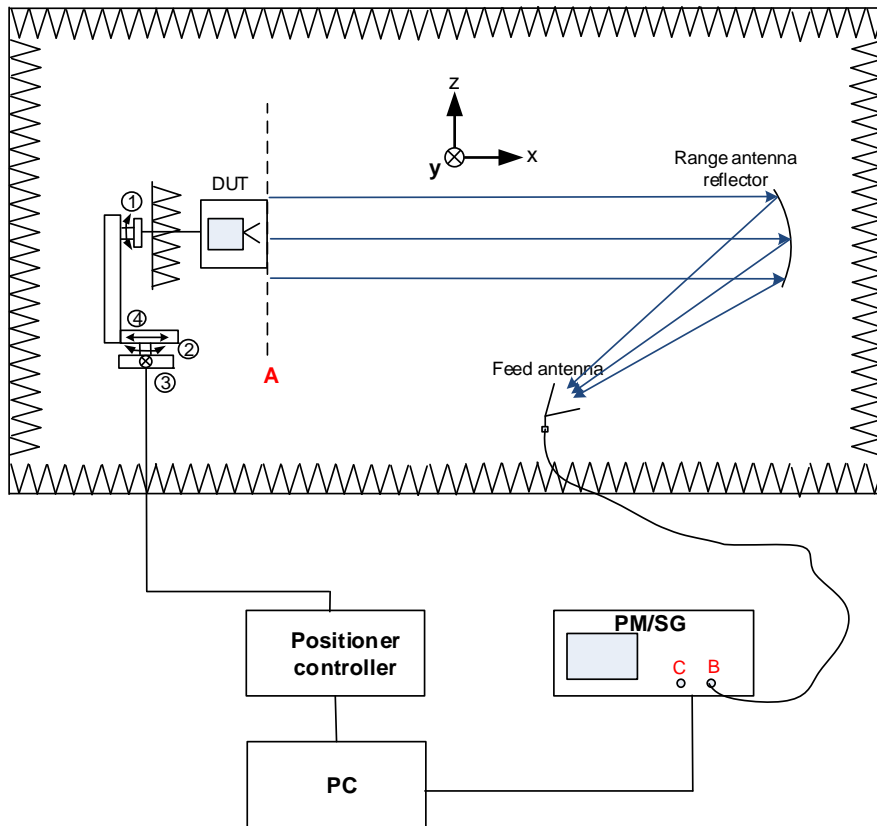 z
y
x
Range antenna
reflector
DUT
①
④
②
③
A
Feed antenna
PM/SG
C
B
Positioner
controller
PC